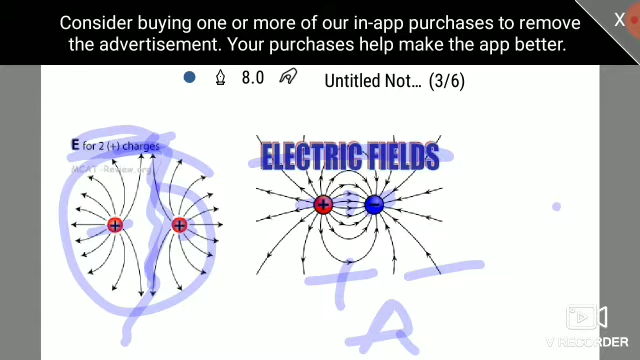 Consider buying one or more of our in-app purchases to remove
the advertisement. Your purchases help make the app better.
X
8.0
Untitled Not... (3/6)
E for 2 (+) charges
MCAT-Review.org
ELECTRIC FIELDS
+ + + −
+ −
A
V RECORDER